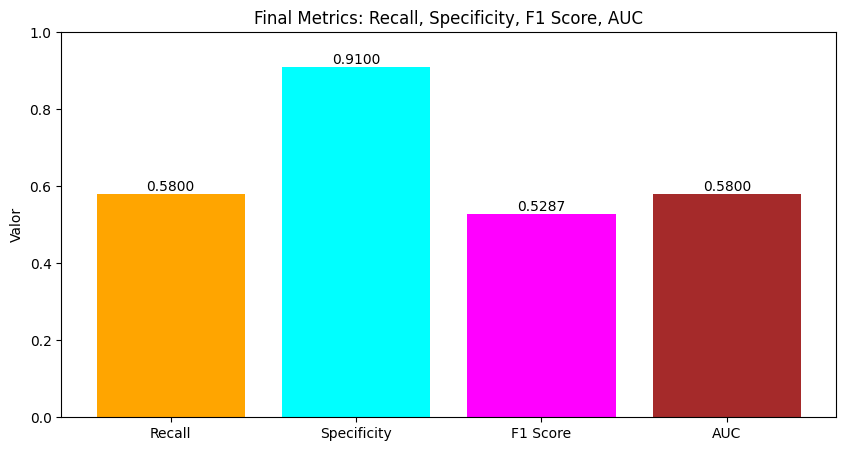 Final Metrics: Recall, Specificity, F1 Score, AUC
Valor
1.0
0.8
0.6
0.4
0.2
0.0
0.5800
0.9100
0.5287
0.5800
Recall
Specificity
F1 Score
AUC